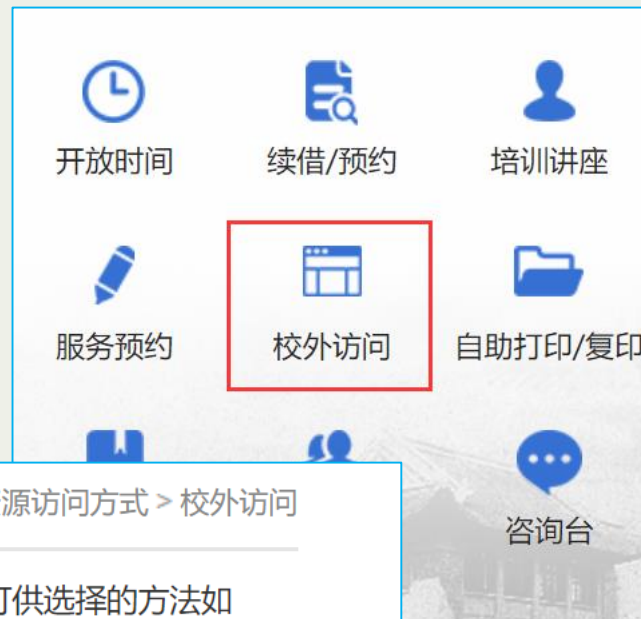 开放时间
续借/预约
培训讲座
服务预约
校外访问
自助打印/复印
咨询台
源访问方式 > 校外访问
可供选择的方法如